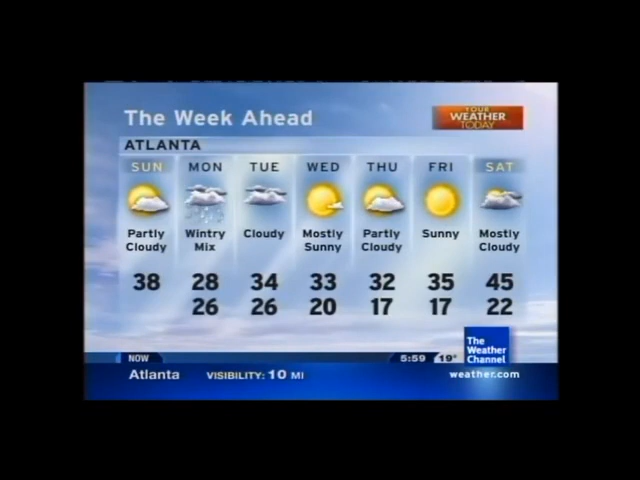 The Week Ahead
YOUR
WEATHER
TODAY
ATLANTA
SUN MON TUE WED THU FRI SAT
Partly Cloudy Wintry Mix Cloudy Mostly Sunny Partly Cloudy Sunny Mostly Cloudy
38 28 34 33 32 35 45
26 26 20 17 17 22
NOW 5:59 19°
The
Weather
Channel
Atlanta VISIBILITY: 10 MI weather.com